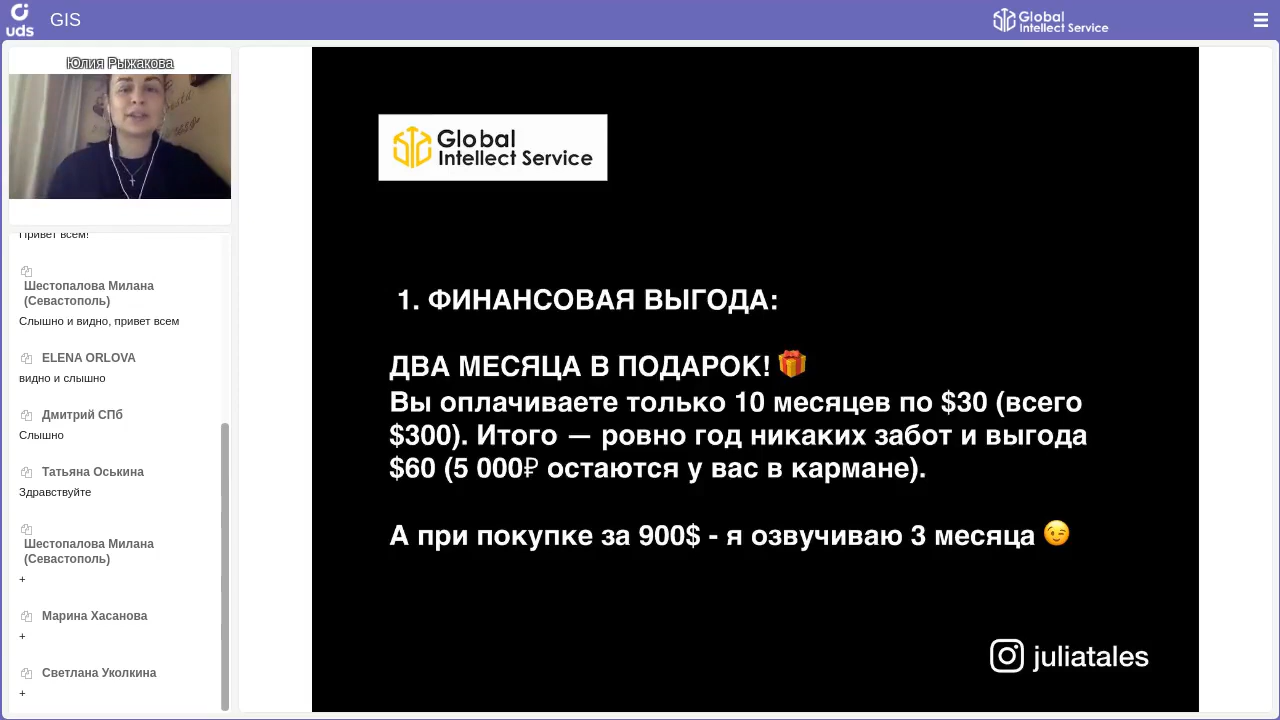 uds
GIS
Global
Intellect Service
Юлия Рыжакова
Привет всем!
Шестопалова Милана
(Севастополь)
Слышно и видно, привет всем
ELENA ORLOVA
видно и слышно
Дмитрий СПб
Слышно
Татьяна Оськина
Здравствуйте
Шестопалова Милана
(Севастополь)
+
Марина Хасанова
+
Светлана Уколкина
+
Global
Intellect Service
1. ФИНАНСОВАЯ ВЫГОДА:
ДВА МЕСЯЦА В ПОДАРОК! 🎁
Вы оплачиваете только 10 месяцев по $30 (всего
$300). Итого — ровно год никаких забот и выгода
$60 (5 000₽ остаются у вас в кармане).
А при покупке за 900$ - я озвучиваю 3 месяца 😉
juliatales